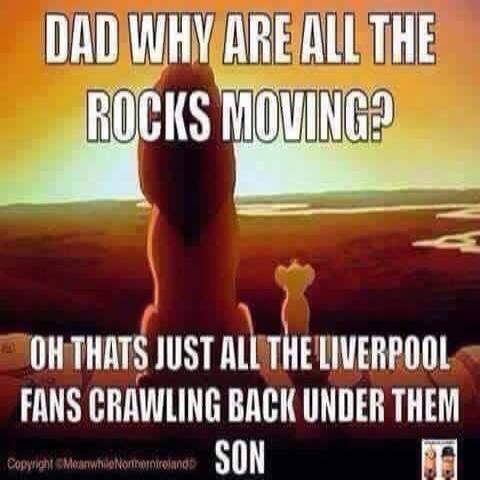 DAD WHY ARE ALL THE
ROCKS MOVING?
OH THATS JUST ALL THE LIVERPOOL
FANS CRAWLING BACK UNDER THEM
SON
Copyright ©MeanwhileNorthernireland©